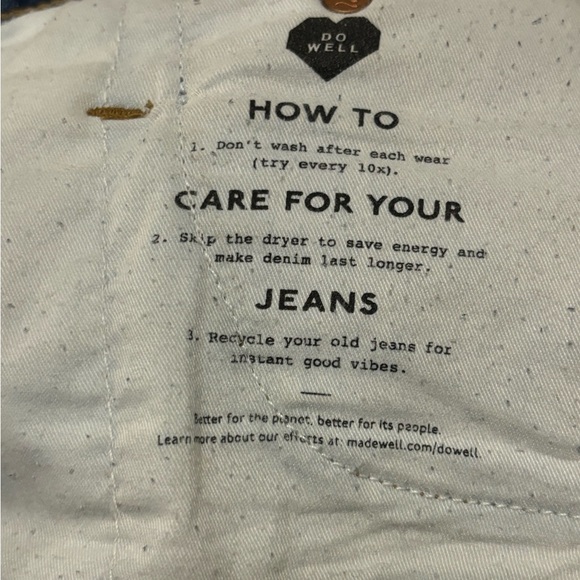 DO
WELL
HOW TO
1. Don't wash after each wear
(try every 10x).
CARE FOR YOUR
2. Skip the dryer to save energy and
make denim last longer.
JEANS
3. Recycle your old jeans for
instant good vibes.
Better for the planet, better for its people.
Learn more about our efforts at: madewell.com/dowell.